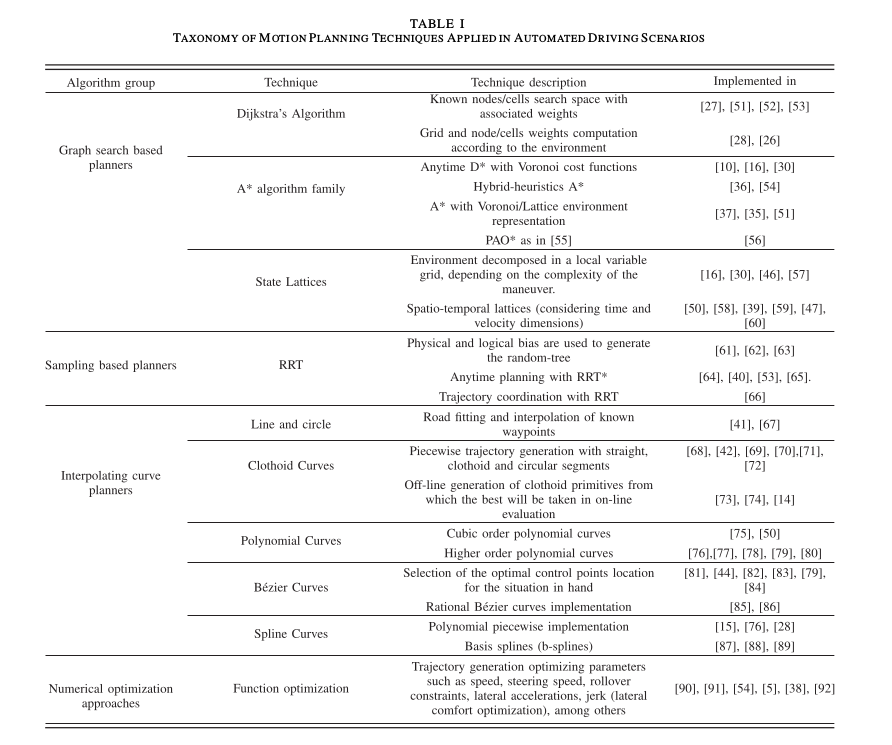 TABLE I
TAXONOMY OF MOTION PLANNING TECHNIQUES APPLIED IN AUTOMATED DRIVING SCENARIOS
Algorithm group Technique Technique description Implemented in
Graph search based
planners
Dijkstra's Algorithm
Known nodes/cells search space with
associated weights
[27], [51], [52], [53]
Grid and node/cells weights computation
according to the environment
[28], [26]
A* algorithm family
Anytime D* with Voronoi cost functions
[10], [16], [30]
Hybrid-heuristics A*
[36], [54]
A* with Voronoi/Lattice environment
representation
[37], [35], [51]
PAO* as in [55]
[56]
State Lattices
Environment decomposed in a local variable
grid, depending on the complexity of the
maneuver.
[16], [30], [46], [57]
Spatio-temporal lattices (considering time and
velocity dimensions)
[50], [58], [39], [59], [47],
[60]
Sampling based planners
RRT
Physical and logical bias are used to generate
the random-tree
[61], [62], [63]
Anytime planning with RRT*
[64], [40], [53], [65].
Trajectory coordination with RRT
[66]
Interpolating curve
planners
Line and circle
Road fitting and interpolation of known
waypoints
[41], [67]
Clothoid Curves
Piecewise trajectory generation with straight,
clothoid and circular segments
[68], [42], [69], [70],[71],
[72]
Off-line generation of clothoid primitives from
which the best will be taken in on-line
evaluation
[73], [74], [14]
Polynomial Curves
Cubic order polynomial curves
[75], [50]
Higher order polynomial curves
[76],[77], [78], [79], [80]
Bézier Curves
Selection of the optimal control points location
for the situation in hand
[81], [44], [82], [83], [79],
[84]
Rational Bézier curves implementation
[85], [86]
Spline Curves
Polynomial piecewise implementation
[15], [76], [28]
Basis splines (b-splines)
[87], [88], [89]
Numerical optimization
approaches
Function optimization
Trajectory generation optimizing parameters
such as speed, steering speed, rollover
constraints, lateral accelerations, jerk (lateral
comfort optimization), among others
[90], [91], [54], [5], [38], [92]